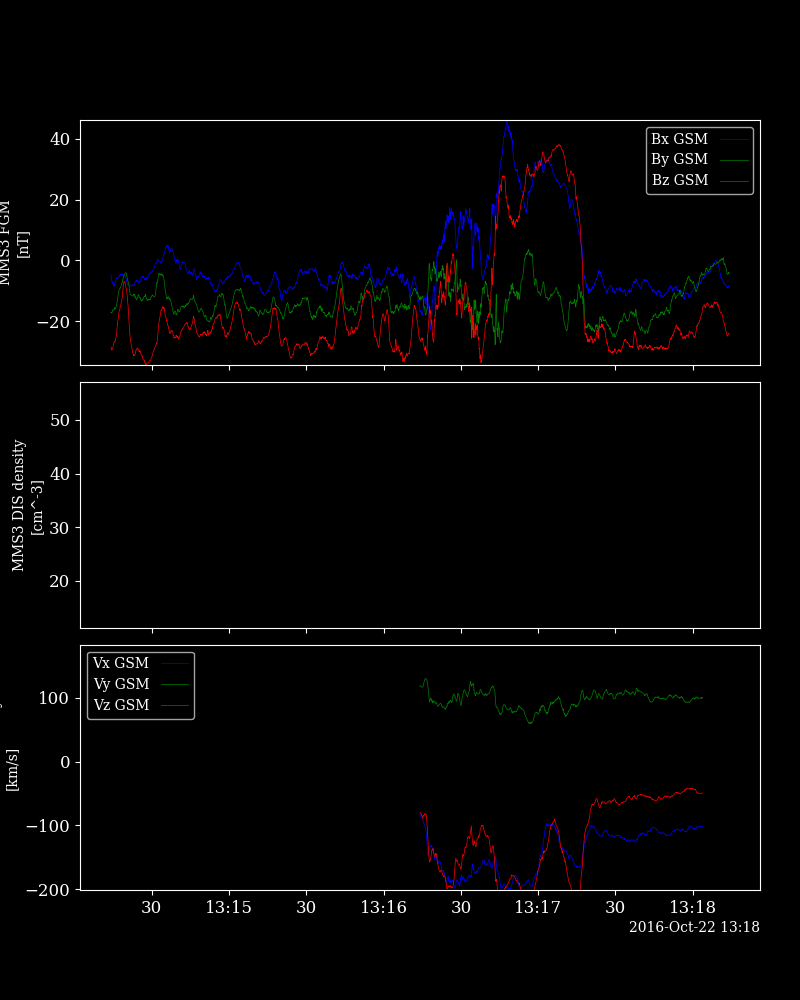 40
20
0
−20
MMS3 FGM
[nT]
Bx GSM
By GSM
Bz GSM
50
40
30
20
MMS3 DIS density
[cm^-3]
100
0
−100
−200
[km/s]
Vx GSM
Vy GSM
Vz GSM
30 13:15 30 13:16 30 13:17 30 13:18
2016-Oct-22 13:18